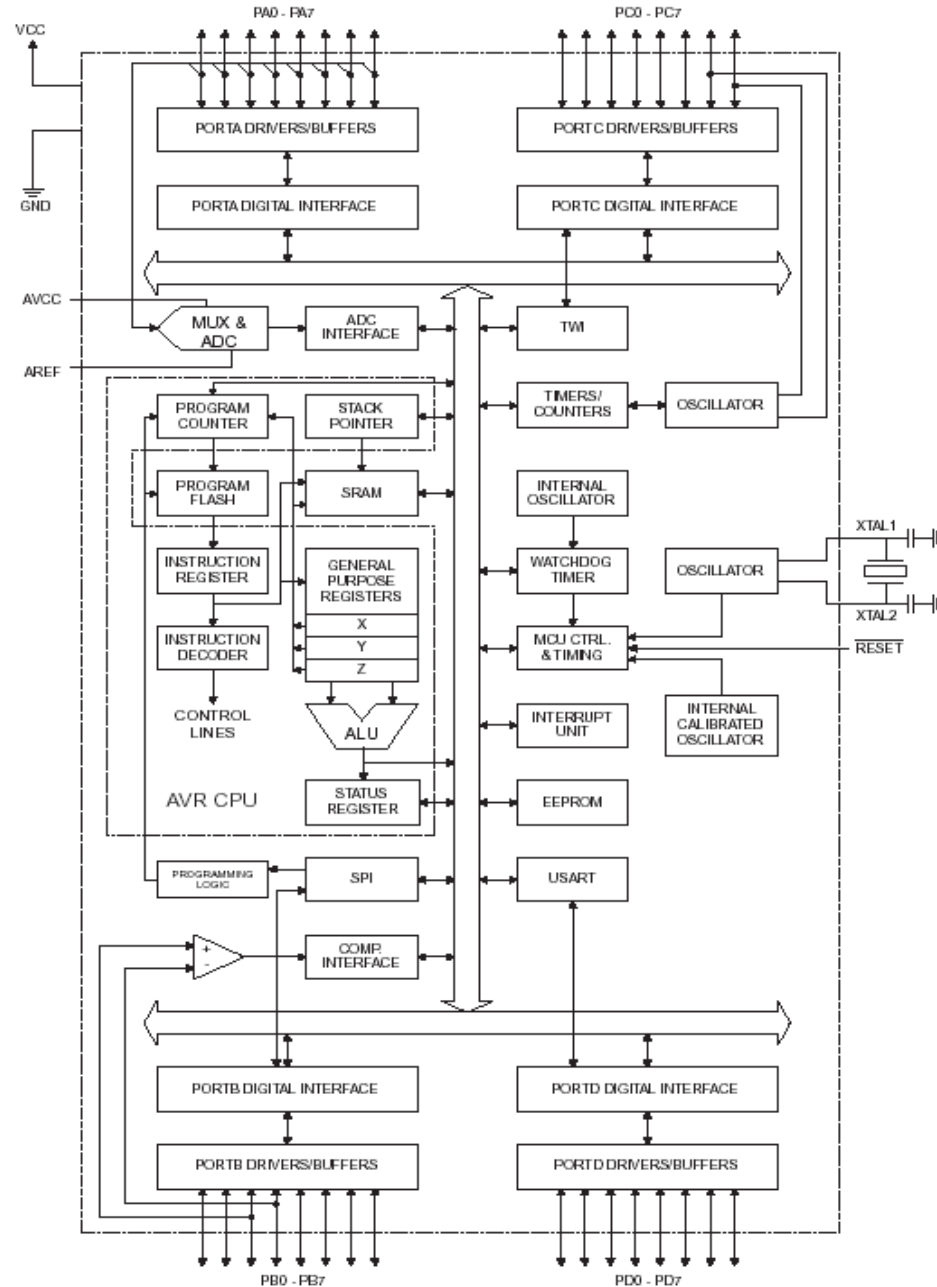 PA0 - PA7
PC0 - PC7
VCC
PORTA DRIVERS/BUFFERS
PORTC DRIVERS/BUFFERS
GND
PORTA DIGITAL INTERFACE
PORTC DIGITAL INTERFACE
AVCC
MUX &
ADC
ADC
INTERFACE
TWI
AREF
PROGRAM
COUNTER
STACK
POINTER
TIMERS/
COUNTERS
OSCILLATOR
PROGRAM
FLASH
SRAM
INTERNAL
OSCILLATOR
XTAL1
INSTRUCTION
REGISTER
GENERAL
PURPOSE
REGISTERS
WATCHDOG
TIMER
OSCILLATOR
X
XTAL2
INSTRUCTION
DECODER
Y
MCU CTRL.
& TIMING
RESET
Z
CONTROL
LINES
ALU
INTERRUPT
UNIT
INTERNAL
CALIBRATED
OSCILLATOR
AVR CPU
STATUS
REGISTER
EEPROM
PROGRAMMING
LOGIC
SPI
USART
+
-
COMP.
INTERFACE
PORTB DIGITAL INTERFACE
PORTD DIGITAL INTERFACE
PORTB DRIVERS/BUFFERS
PORTD DRIVERS/BUFFERS
PB0 - PB7
PD0 - PD7